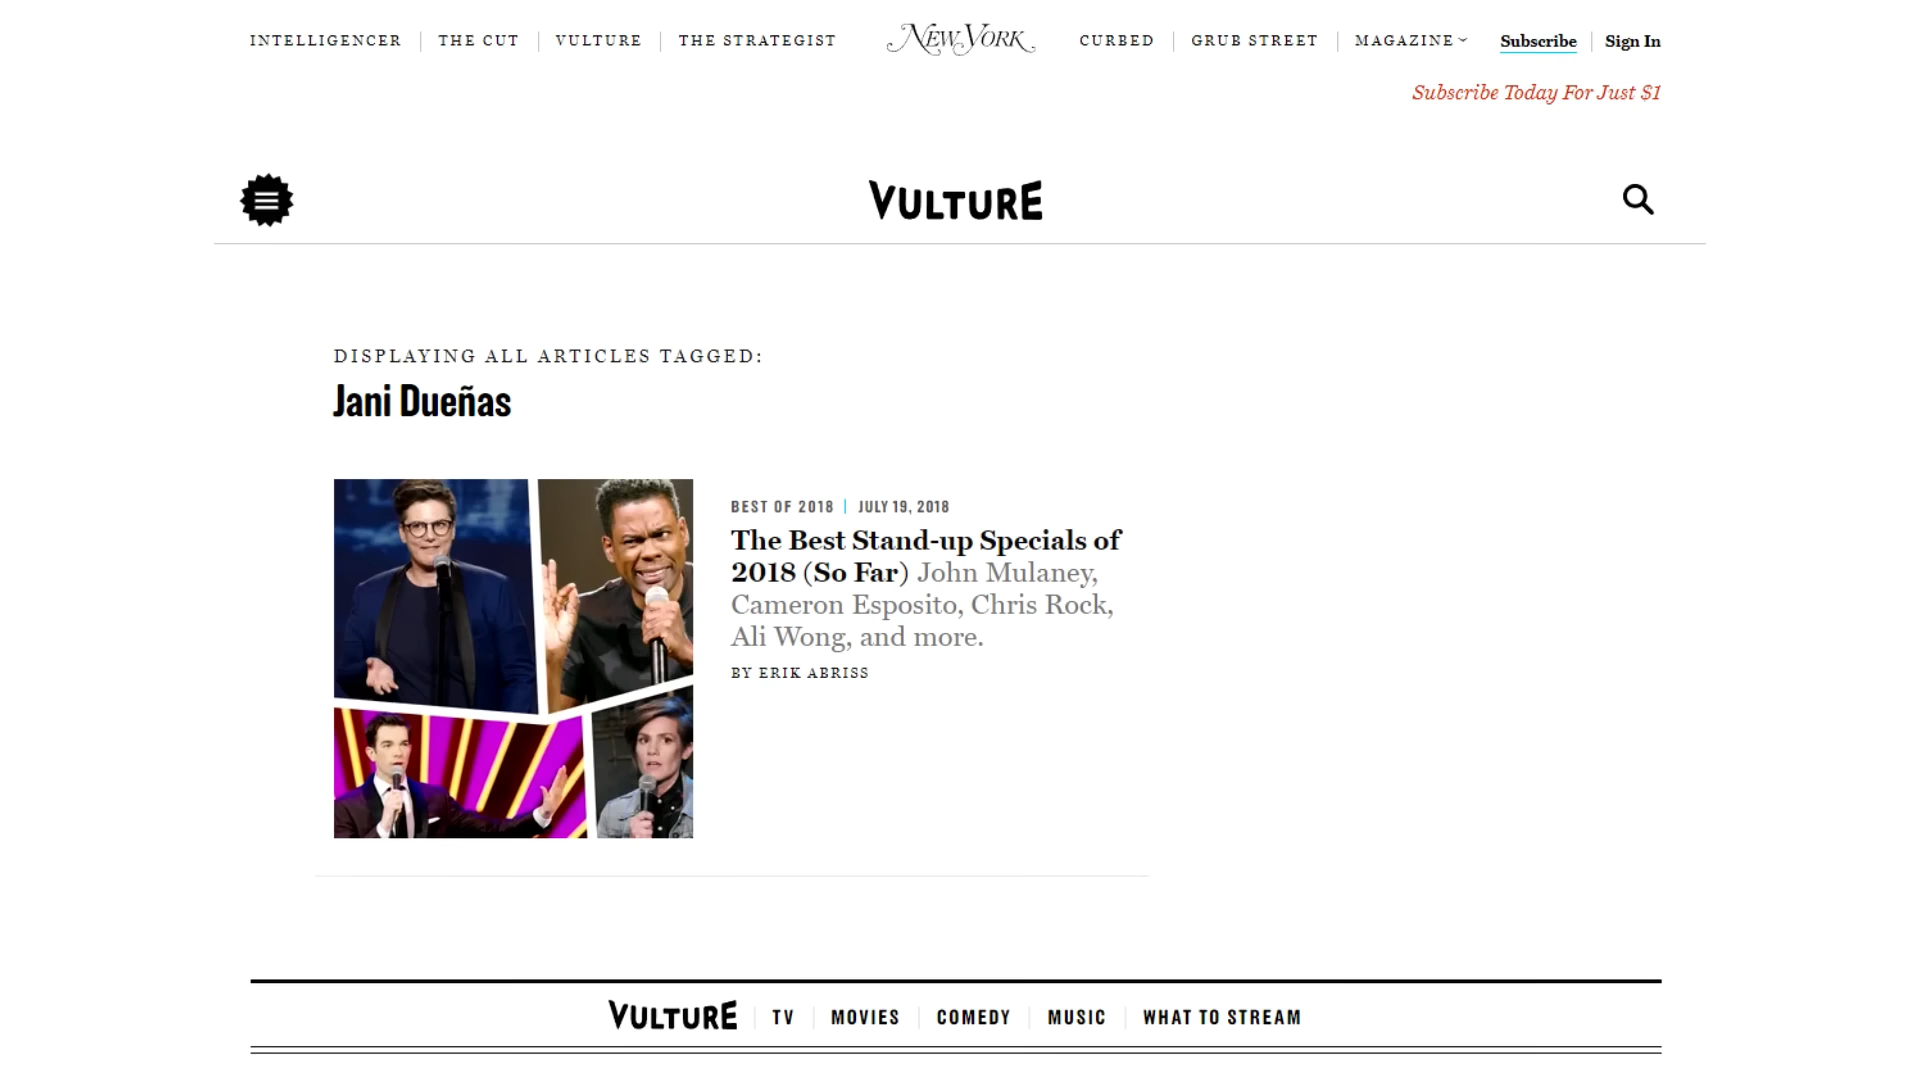 INTELLIGENCER THE CUT VULTURE THE STRATEGIST NEW YORK CURBED GRUB STREET MAGAZINE Subscribe Sign In
Subscribe Today For Just $1
VULTURE
DISPLAYING ALL ARTICLES TAGGED:
Jani Dueñas
BEST OF 2018 JULY 19, 2018
The Best Stand-up Specials of
2018 (So Far) John Mulaney,
Cameron Esposito, Chris Rock,
Ali Wong, and more.
BY ERIK ABRISS
VULTURE TV MOVIES COMEDY MUSIC WHAT TO STREAM